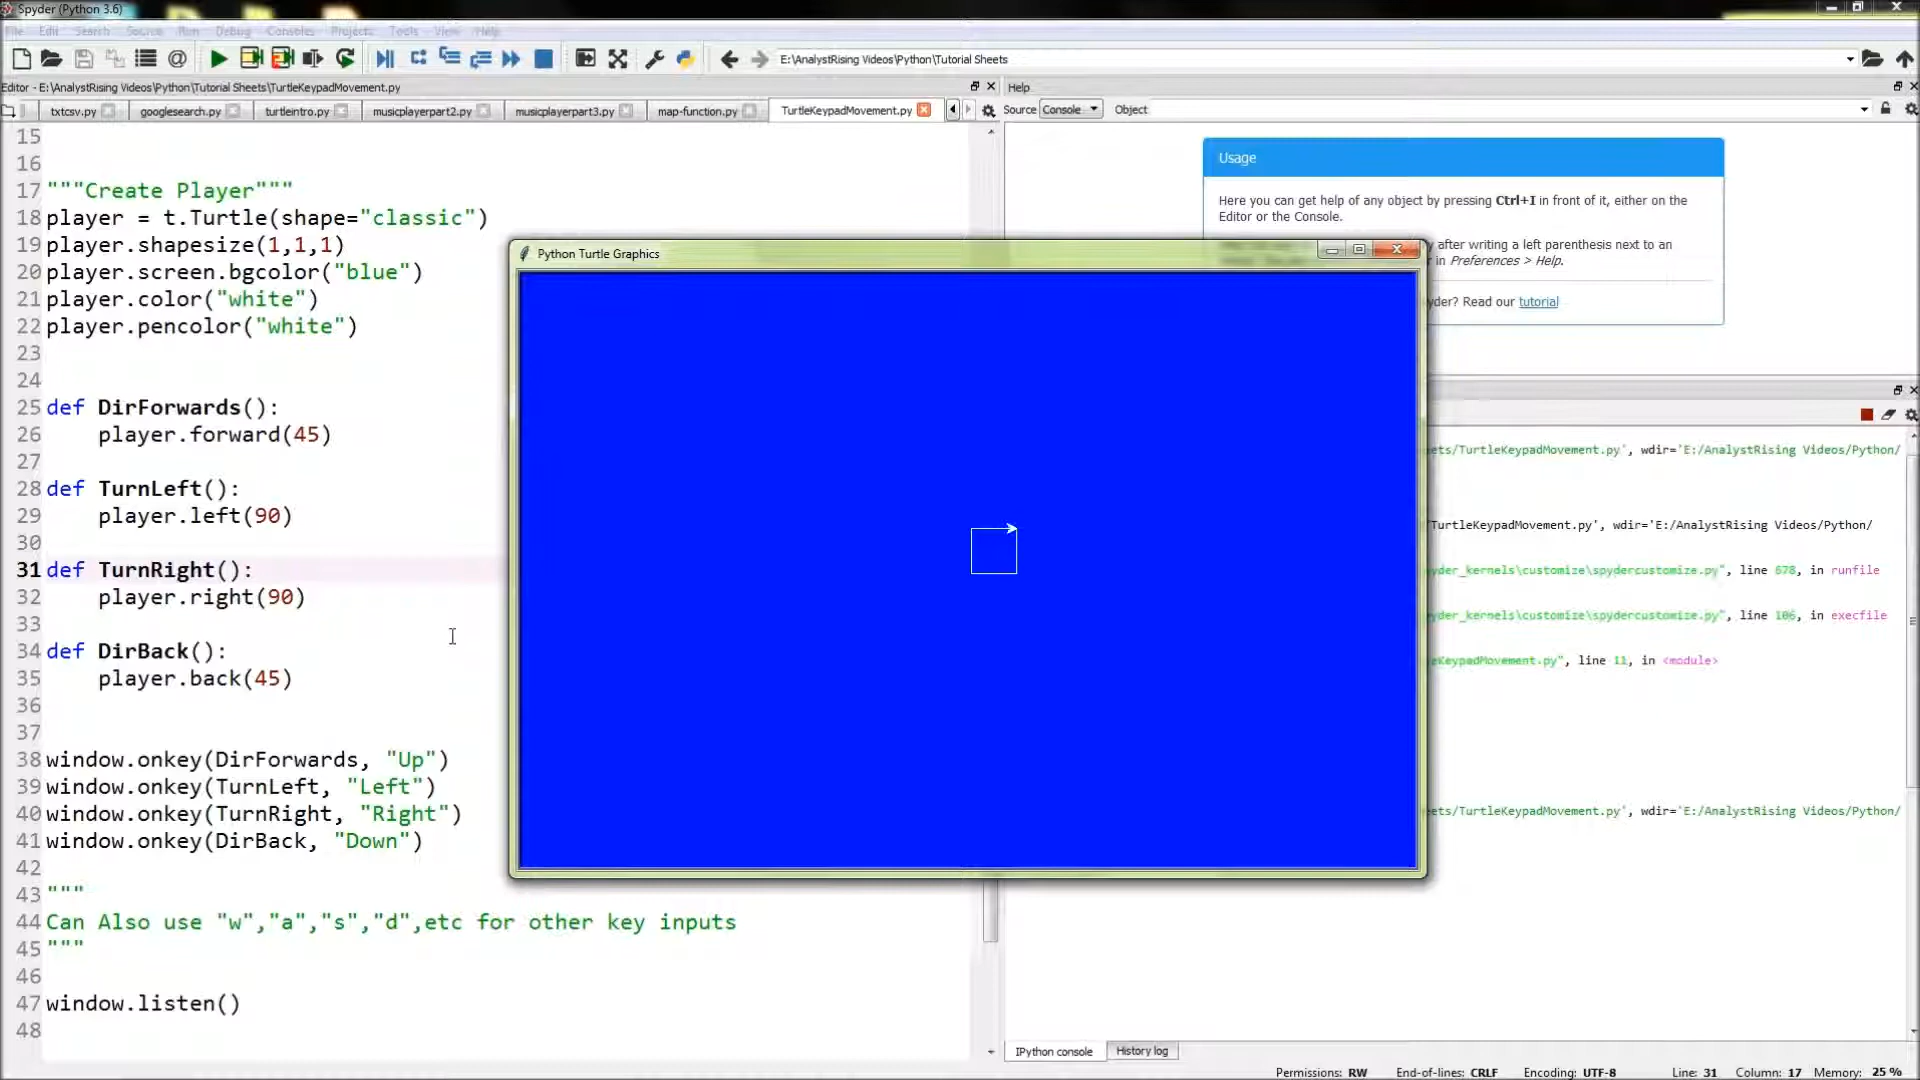 Spyder (Python 3.6)
File Edit Search Source Run Debug Consoles Projects Tools View Help
E:\AnalystRising Videos\Python\Tutorial Sheets
Editor - E:\AnalystRising Videos\Python\Tutorial Sheets\TurtleKeypadMovement.py
Help
txtcsv.py googlesearch.py turtleintro.py musicplayerpart2.py musicplayerpart3.py map-function.py TurtleKeypadMovement.py
Source Console Object
15
16
17 """Create Player"""
18 player = t.Turtle(shape="classic")
19 player.shapesize(1,1,1)
20 player.screen.bgcolor("blue")
21 player.color("white")
22 player.pencolor("white")
23
24
25 def DirForwards():
26 player.forward(45)
27
28 def TurnLeft():
29 player.left(90)
30
31 def TurnRight():
32 player.right(90)
33
34 def DirBack():
35 player.back(45)
36
37
38 window.onkey(DirForwards, "Up")
39 window.onkey(TurnLeft, "Left")
40 window.onkey(TurnRight, "Right")
41 window.onkey(DirBack, "Down")
42
43 """
44 Can Also use "w","a","s","d",etc for other key inputs
45 """
46
47 window.listen()
48
Python Turtle Graphics
Usage
Here you can get help of any object by pressing Ctrl+I in front of it, either on the
Editor or the Console.
y after writing a left parenthesis next to an
r in Preferences > Help.
yder? Read our tutorial
ets/TurtleKeypadMovement.py', wdir='E:/AnalystRising Videos/Python/
TurtleKeypadMovement.py', wdir='E:/AnalystRising Videos/Python/
yder_kernels\customize\spydercustomize.py", line 678, in runfile
yder_kernels\customize\spydercustomize.py", line 106, in execfile
eKeypadMovement.py", line 11, in <module>
ets/TurtleKeypadMovement.py', wdir='E:/AnalystRising Videos/Python/
IPython console History log
Permissions: RW End-of-lines: CRLF Encoding: UTF-8 Line: 31 Column: 17 Memory: 25 %